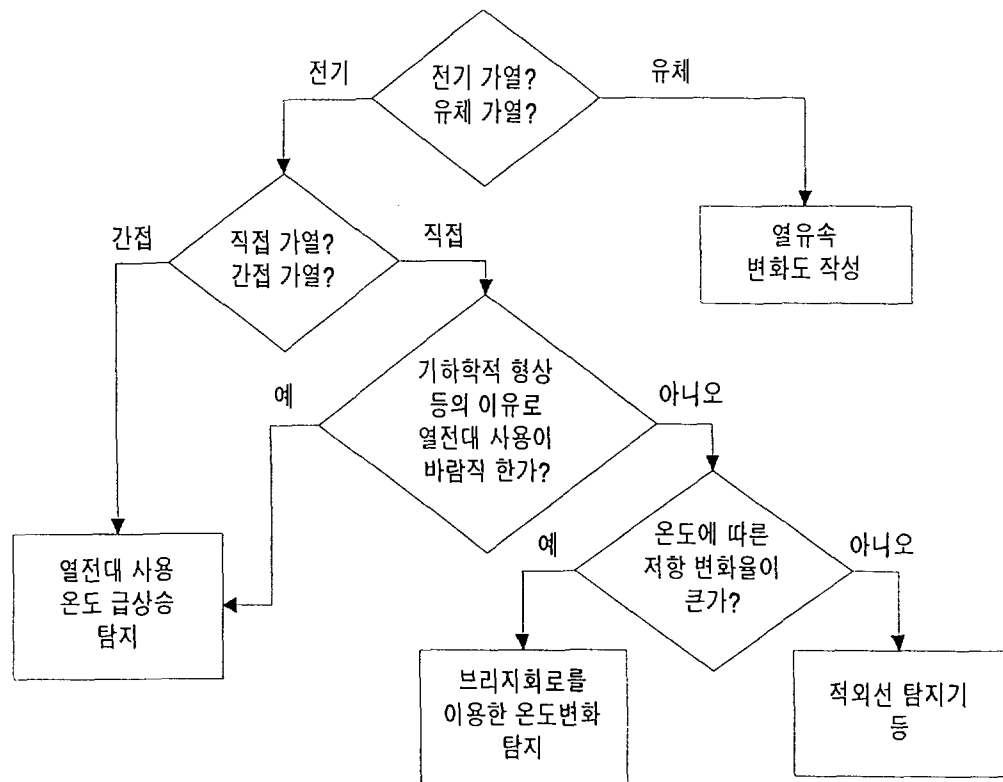 전기 가열?
유체 가열?
전기
유체
직접 가열?
간접 가열?
간접
직접
열유속
변화도 작성
기하학적 형상
등의 이유로
열전대 사용이
바람직 한가?
예
아니오
온도에 따른
저항 변화율이
큰가?
예
아니오
열전대 사용
온도 급상승
탐지
브리지회로를
이용한 온도변화
탐지
적외선 탐지기
등